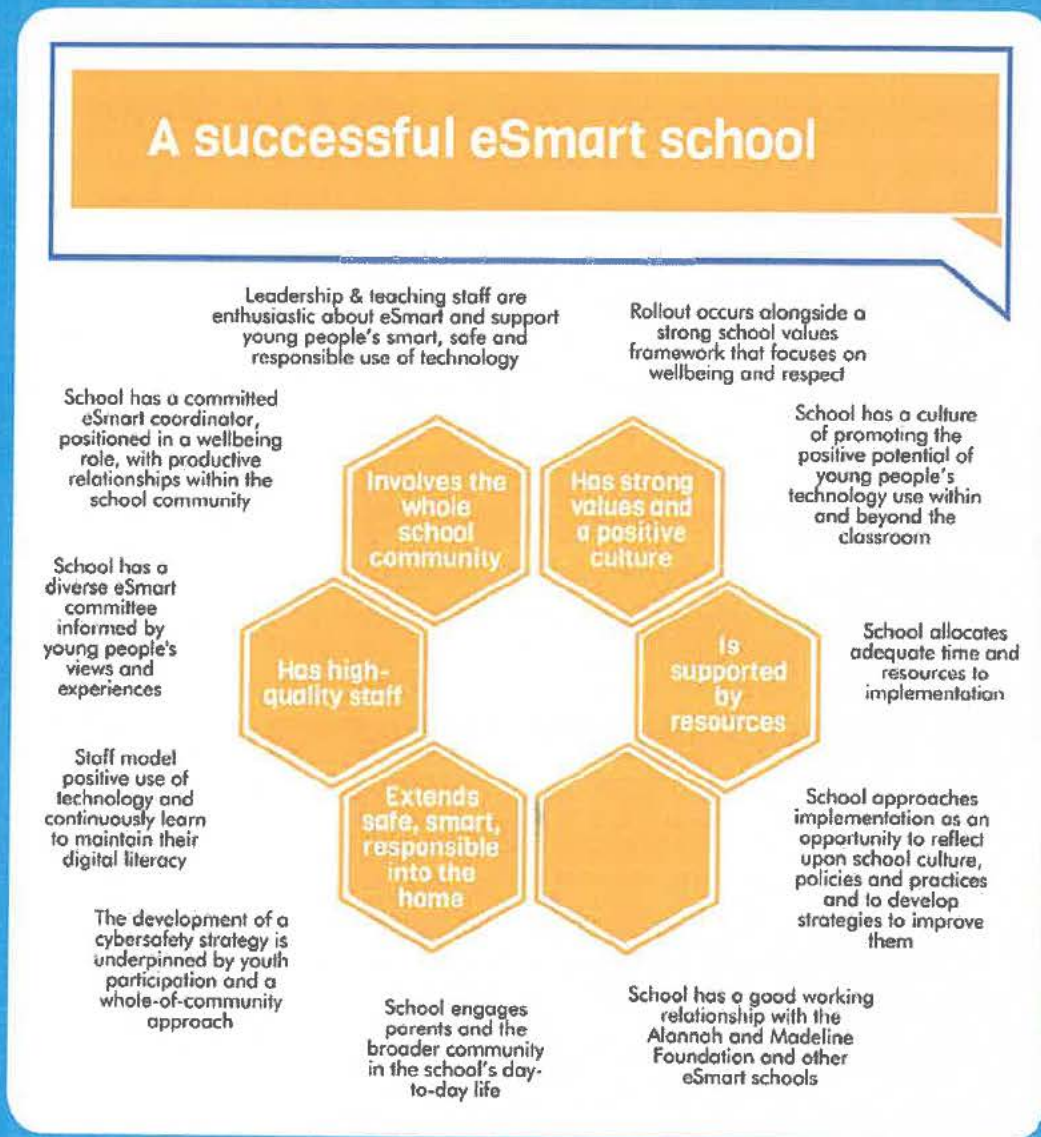 A successful eSmart school
Leadership & teaching staff are
enthusiastic about eSmart and support
young people's smart, safe and
responsible use of technology
Rollout occurs alongside a
strong school values
framework that focuses on
wellbeing and respect
School has a committed
eSmart coordinator,
positioned in a wellbeing
role, with productive
relationships within the
school community
School has a culture
of promoting the
positive potential of
young people's
technology use within
and beyond the
classroom
Involves the
whole
school
community
Has strong
values and
a positive
culture
School has a
diverse eSmart
committee
informed by
young people's
views and
experiences
Has high-
quality staff
Is
supported
by
resources
School allocates
adequate time and
resources to
implementation
Staff model
positive use of
technology and
continuously learn
to maintain their
digital literacy
Extends
safe, smart,
responsible
into the
home
School approaches
implementation as an
opportunity to reflect
upon school culture,
policies and practices
and to develop
strategies to improve
them
The development of a
cybersafety strategy is
underpinned by youth
participation and a
whole-of-community
approach
School engages
parents and the
broader community
in the school's day-
to-day life
School has a good working
relationship with the
Alannah and Madeline
Foundation and other
eSmart schools